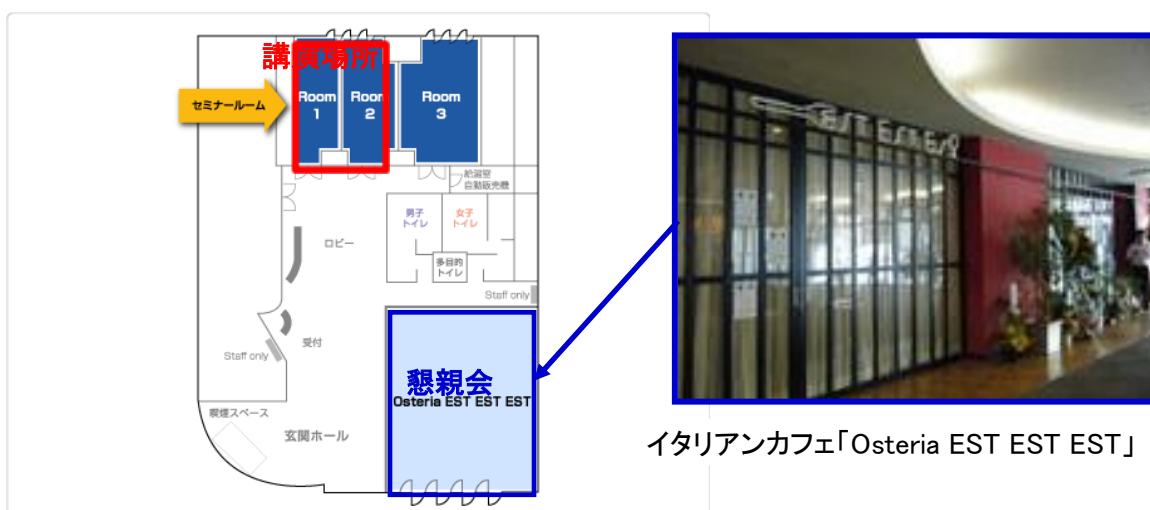 講演場所
セミナールーム
Room
1
Room
2
Room
3
給湯室
自動販売機
男子
トイレ
女子
トイレ
ロビー
多目的
トイレ
Staff only
受付
Staff only
懇親会
Osteria EST EST EST
喫煙スペース
玄関ホール
EST EST EST
イタリアンカフェ「Osteria EST EST EST」